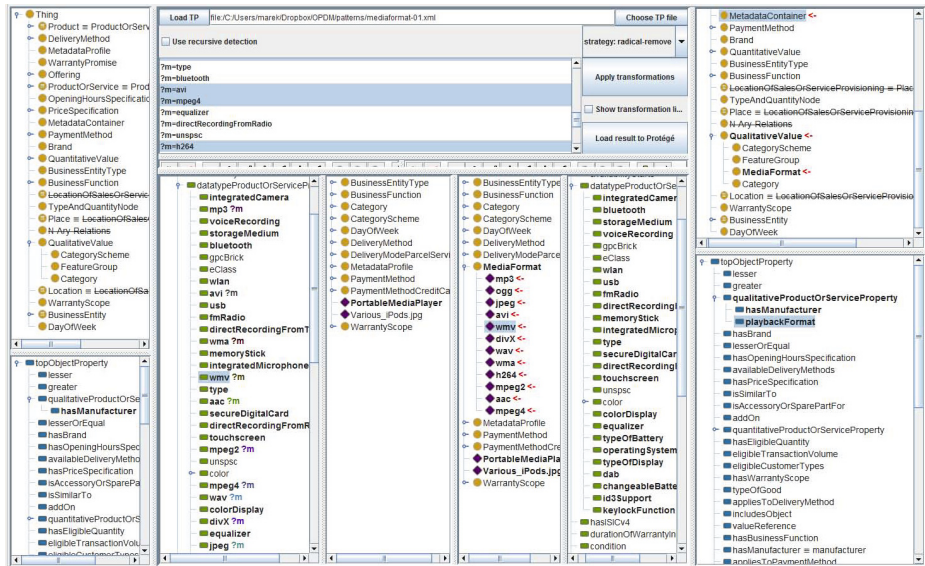 Thing
Product ≡ ProductOrServ
DeliveryMethod
MetadataProfile
WarrantyPromise
Offering
ProductOrService ≡ Prod
OpeningHoursSpecificatio
PriceSpecification
MetadataContainer
PaymentMethod
Brand
QuantitativeValue
BusinessEntityType
BusinessFunction
LocationOfSalesOrServic
TypeAndQuantityNode
Place ≡ LocationOfSales
N-Ary-Relations
QualitativeValue
CategoryScheme
FeatureGroup
Category
Location ≡ LocationOfSa
WarrantyScope
BusinessEntity
DayOfWeek
topObjectProperty
lesser
greater
qualitativeProductOrSe
hasManufacturer
lesserOrEqual
hasBrand
hasOpeningHoursSpec
availableDeliveryMetho
hasPriceSpecification
isAccessoryOrSparePa
isSimilarTo
addOn
quantitativeProductOrS
hasEligibleQuantity
eligibleTransactionVolu
eligibleCustomerTypes
Load TP file:/C:/Users/marek/Dropbox/OPDM/patterns/mediaformat-01.xml Choose TP file
Use recursive detection strategy: radical-remove
?m=type
?m=bluetooth
?m=avi
?m=mpeg4
?m=equalizer
?m=directRecordingFromRadio
?m=unspsc
?m=h264
Apply transformations
Show transformation li...
Load result to Protégé
datatypeProductOrServiceP
integratedCamera
mp3 ?m
voiceRecording
storageMedium
bluetooth
gpcBrick
eClass
wlan
avi ?m
usb
fmRadio
directRecordingFromT
wma ?m
memoryStick
integratedMicrophone
wmv ?m
type
aac ?m
secureDigitalCard
directRecordingFromR
touchscreen
mpeg2 ?m
unspsc
color
mpeg4 ?m
wav ?m
colorDisplay
divX ?m
equalizer
jpeg ?m
BusinessEntityType
BusinessFunction
Category
CategoryScheme
DayOfWeek
DeliveryMethod
DeliveryModeParcelServi
MetadataProfile
PaymentMethod
PaymentMethodCreditCa
PortableMediaPlayer
Various_iPods.jpg
WarrantyScope
BusinessEntityType
BusinessFunction
Category
CategoryScheme
DayOfWeek
DeliveryMethod
DeliveryModeParce
MediaFormat
mp3 <-
ogg <-
jpeg <-
avi <-
wmv <-
divX <-
wav <-
wma <-
h264 <-
mpeg2 <-
aac <-
mpeg4 <-
MetadataProfile
PaymentMethod
PaymentMethodCre
PortableMediaPla
Various_iPods.jpg
WarrantyScope
datatypeProductOrSe
integratedCamer
bluetooth
storageMedium
voiceRecording
gpcBrick
eClass
wlan
usb
fmRadio
directRecordingl
memoryStick
integratedMicrop
type
secureDigitalCar
directRecordingl
touchscreen
unspsc
color
colorDisplay
equalizer
typeOfBattery
operatingSystem
typeOfDisplay
dab
changeableBatte
id3Support
keylockFunction
hasISICv4
durationOfWarrantyIn
condition
MetadataContainer <-
PaymentMethod
Brand
QuantitativeValue
BusinessEntityType
BusinessFunction
LocationOfSalesOrServiceProvisioning ≡ Plac
TypeAndQuantityNode
Place ≡ LocationOfSalesOrServiceProvisionin
N-Ary-Relations
QualitativeValue <-
CategoryScheme
FeatureGroup
MediaFormat <-
Category
Location ≡ LocationOfSalesOrServiceProvisio
WarrantyScope
BusinessEntity
DayOfWeek
topObjectProperty
lesser
greater
qualitativeProductOrServiceProperty
hasManufacturer
playbackFormat
hasBrand
lesserOrEqual
hasOpeningHoursSpecification
availableDeliveryMethods
hasPriceSpecification
isSimilarTo
isAccessoryOrSparePartFor
addOn
quantitativeProductOrServiceProperty
hasEligibleQuantity
eligibleTransactionVolume
eligibleCustomerTypes
hasWarrantyScope
typeOfGood
appliesToDeliveryMethod
includesObject
valueReference
hasBusinessFunction
hasManufacturer ≡ manufacturer
appliesToPaymentMethod